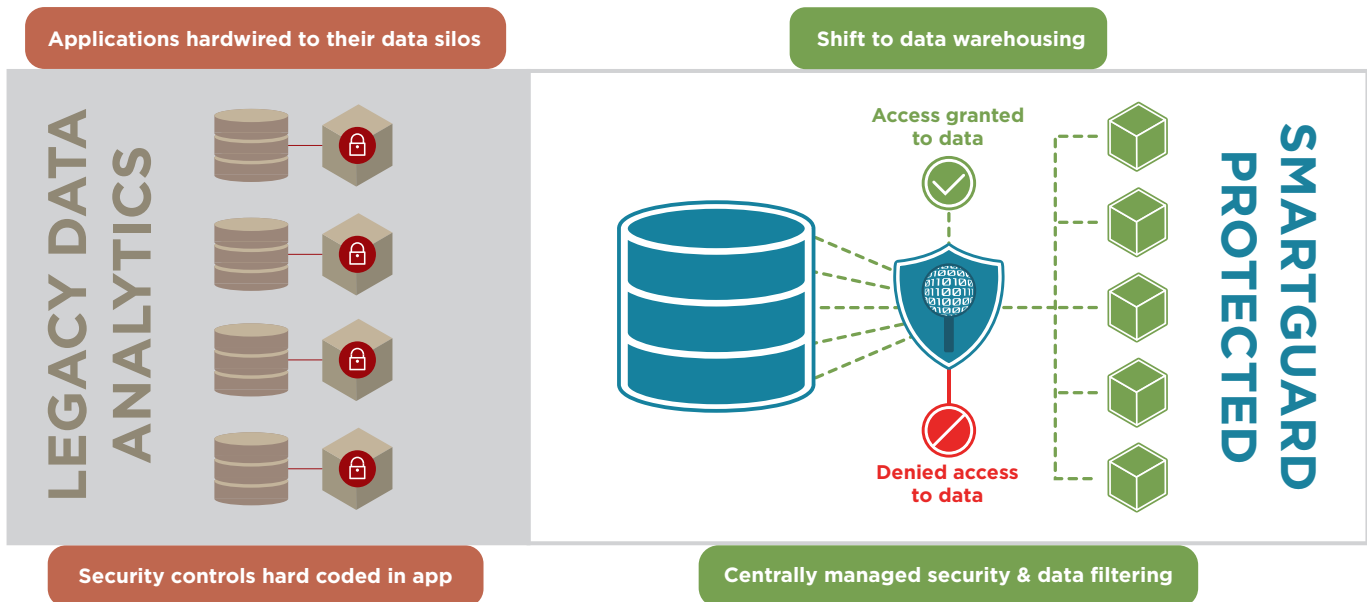 Applications hardwired to their data silos
Shift to data warehousing
LEGACY DATA
ANALYTICS
Access granted
to data
Denied access
to data
SMARTGUARD
PROTECTED
Security controls hard coded in app
Centrally managed security & data filtering